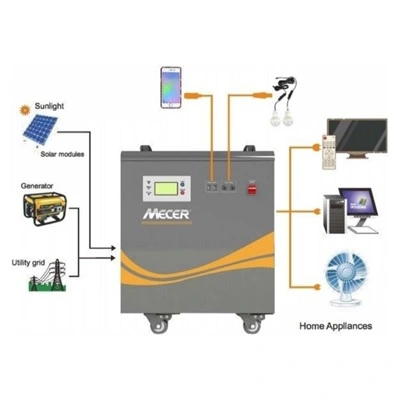 Sunlight
Solar modules
Generator
MECER
Utility grid
Home Appliances